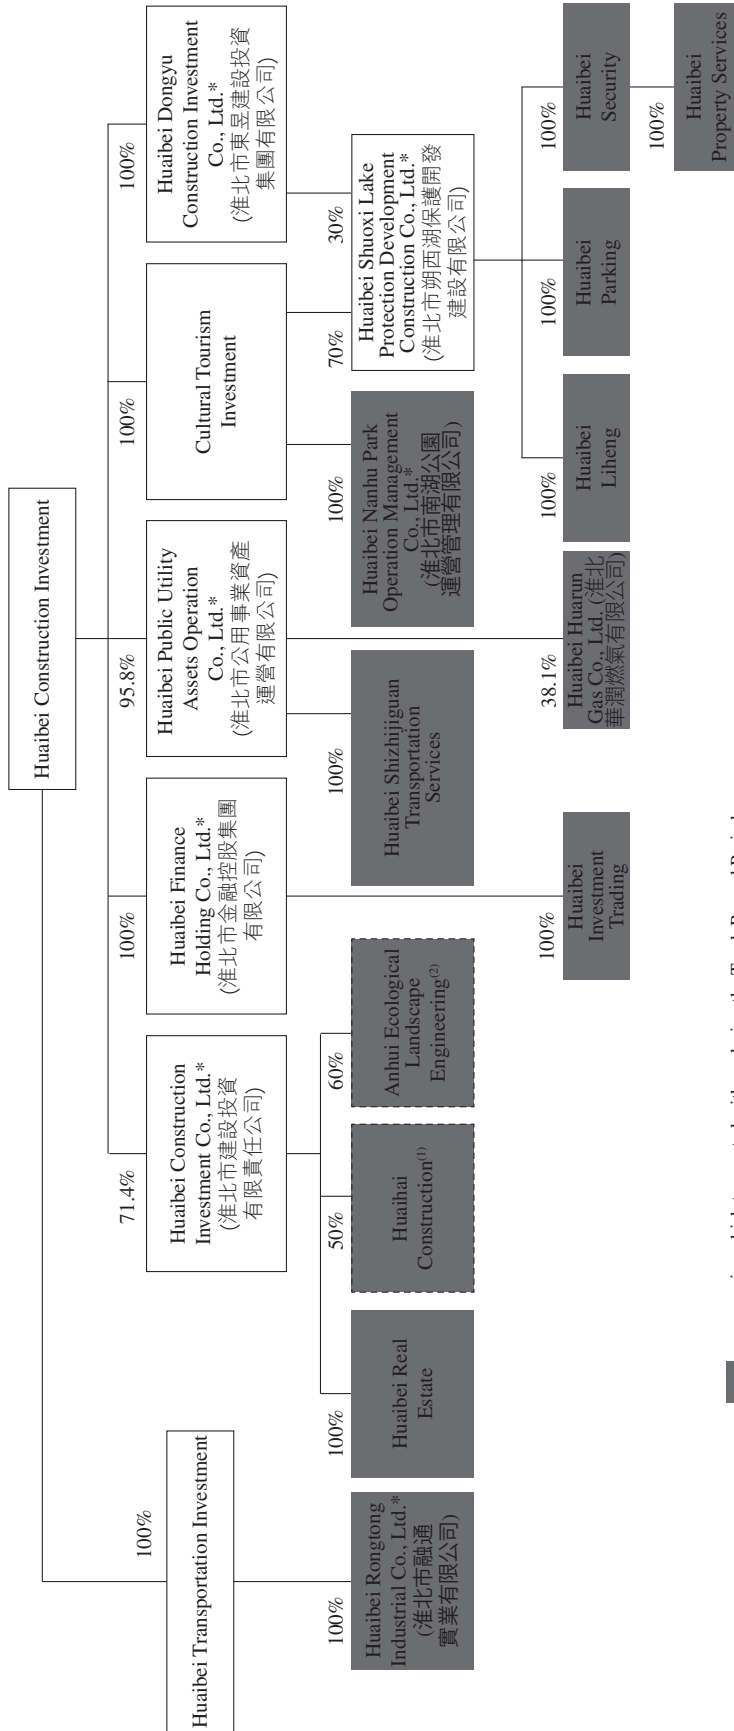 Huaibei Construction Investment
100%
Huaibei Transportation Investment
71.4%
Huaibei Construction
Investment Co., Ltd.*
(淮北市建設投資
有限責任公司)
100%
Huaibei Finance
Holding Co., Ltd.*
(淮北市金融控股集團
有限公司)
95.8%
Huaibei Public Utility
Assets Operation
Co., Ltd.*
(淮北市公用事業資產
運營有限公司)
100%
Cultural Tourism
Investment
100%
Huaibei Dongyu
Construction Investment
Co., Ltd.*
(淮北市東昱建設投資
集團有限公司)
100%
Huaibei Rongtong
Industrial Co., Ltd.*
(淮北市融通
實業有限公司)
100%
Huaibei Real
Estate
50%
Huaihai
Construction(1)
60%
Anhui Ecological
Landscape
Engineering(2)
100%
Huaibei Shizhijiguan
Transportation
Services
100%
Huaibei Nanhu Park
Operation Management
Co., Ltd.*
(淮北市南湖公園
運營管理有限公司)
70%
30%
Huaibei Shuoxi Lake
Protection Development
Construction Co., Ltd.*
(淮北市朔西湖保護開發
建設有限公司)
100%
Huaibei
Investment
Trading
38.1%
Huaibei Huarun
Gas Co., Ltd. (淮北
華潤燃氣有限公司)
100%
Huaibei
Liheng
100%
Huaibei
Parking
100%
Huaibei
Security
100%
Huaibei
Property Services